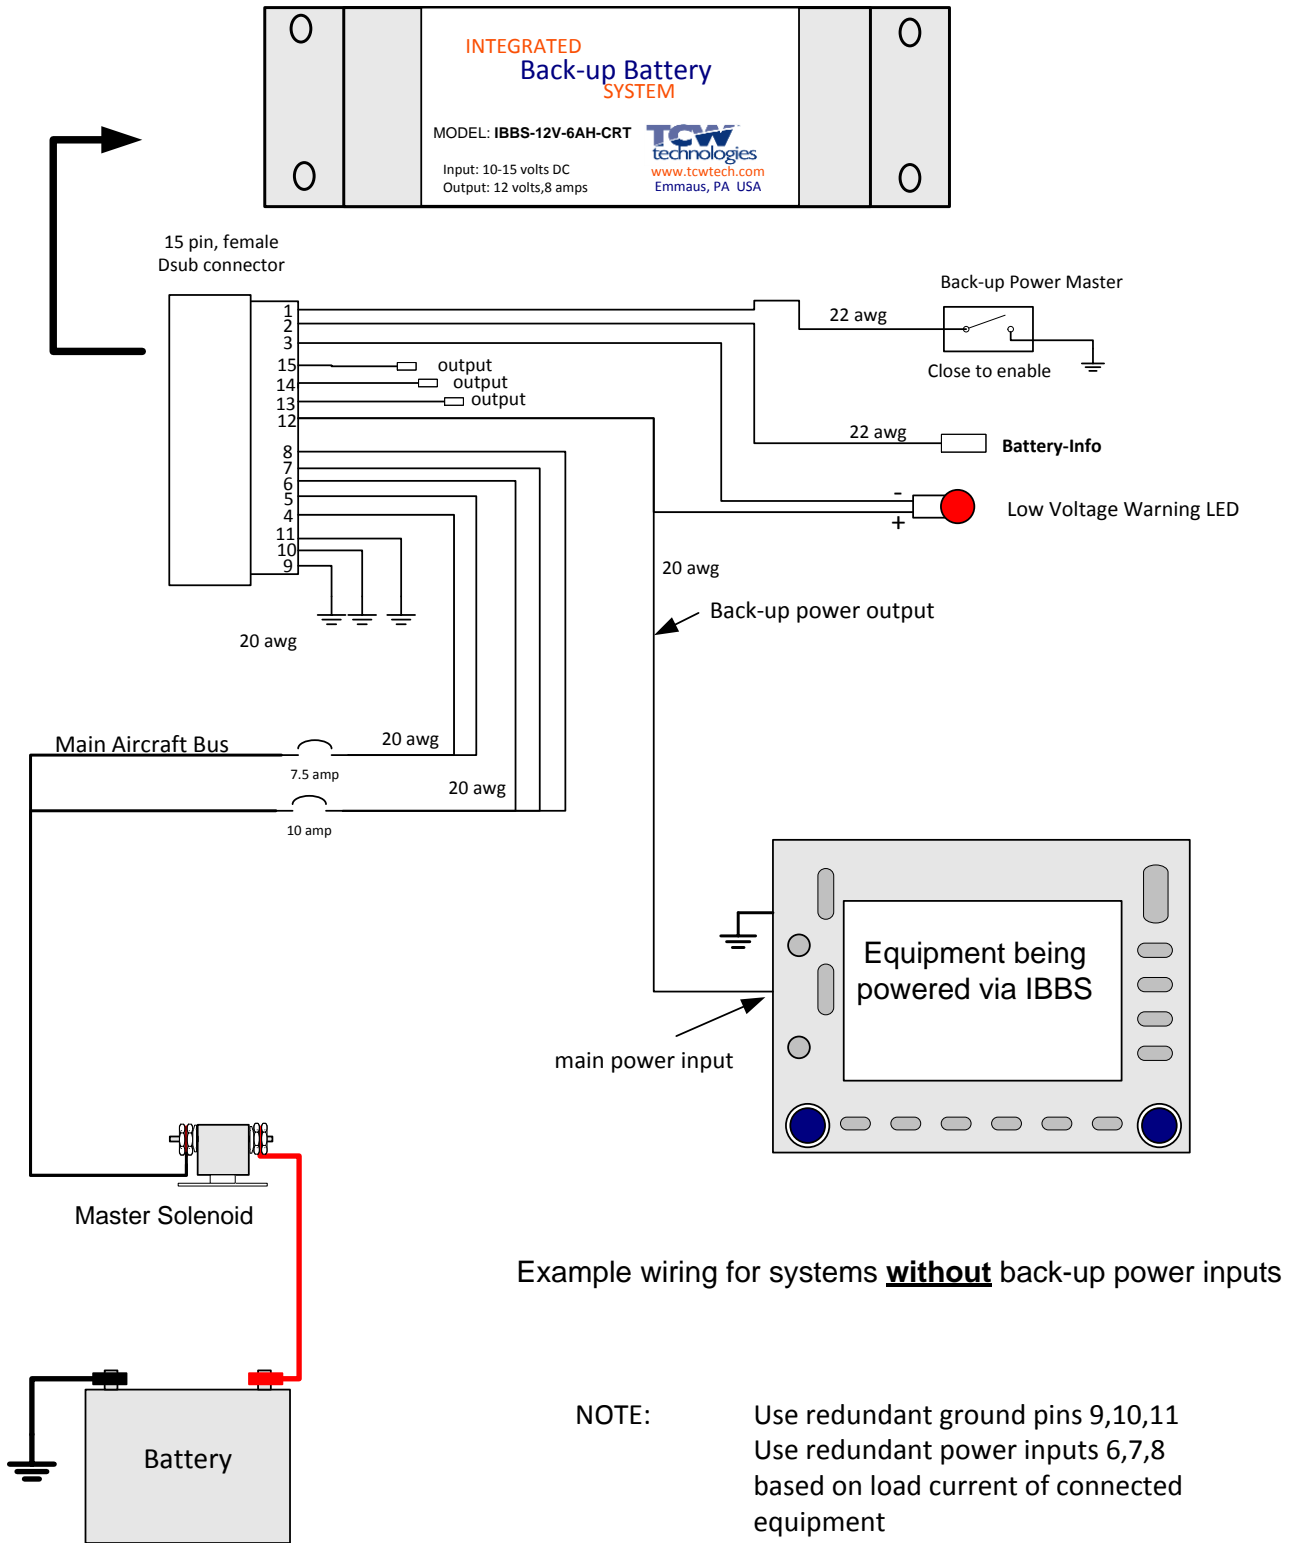 INTEGRATED
Back-up Battery
SYSTEM
MODEL: IBBS-12V-6AH-CRT
TCW
technologies
www.tcwtech.com
Emmaus, PA USA
Input: 10-15 volts DC
Output: 12 volts,8 amps
15 pin, female
Dsub connector
1
2
3
15
14
13
12
8
7
6
5
4
11
10
9
output
output
output
Back-up Power Master
22 awg
Close to enable
22 awg
Battery-Info
-
+
Low Voltage Warning LED
20 awg
Back-up power output
20 awg
Main Aircraft Bus
20 awg
7.5 amp
20 awg
10 amp
Equipment being
powered via IBBS
main power input
Master Solenoid
Example wiring for systems without back-up power inputs
Battery
NOTE: Use redundant ground pins 9,10,11
Use redundant power inputs 6,7,8
based on load current of connected
equipment